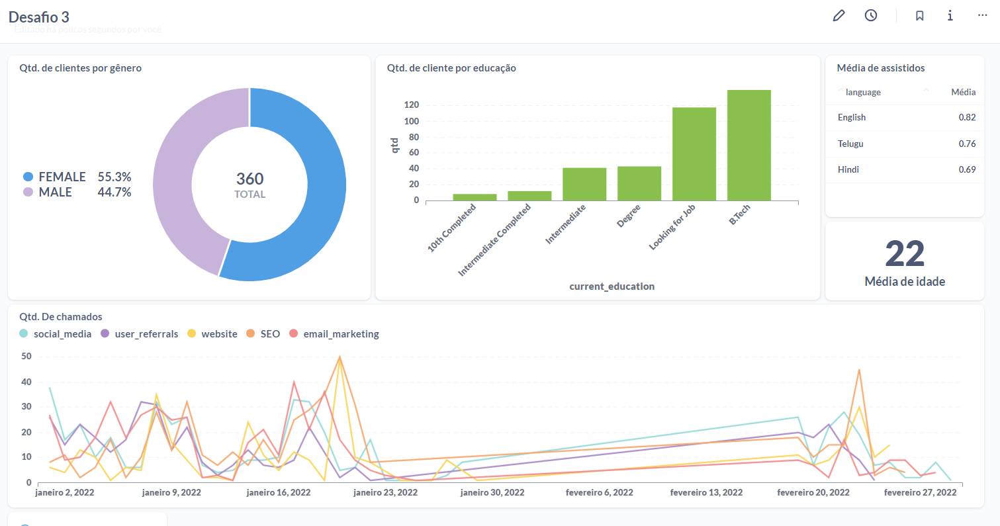 Desafio 3
Editado há poucos segundos por você
Qtd. de clientes por gênero
FEMALE 55.3%
MALE 44.7%
360
TOTAL
Qtd. de cliente por educação
qtd
120
100
80
60
40
20
0
10th Completed
Intermediate Completed
Intermediate
Degree
Looking for Job
B.Tech
current_education
Média de assistidos
language Média
English 0.82
Telugu 0.76
Hindi 0.69
22
Média de idade
Qtd. De chamados
social_media user_referrals website SEO email_marketing
50
40
30
20
10
0
janeiro 2, 2022 janeiro 9, 2022 janeiro 16, 2022 janeiro 23, 2022 janeiro 30, 2022 fevereiro 6, 2022 fevereiro 13, 2022 fevereiro 20, 2022 fevereiro 27, 2022